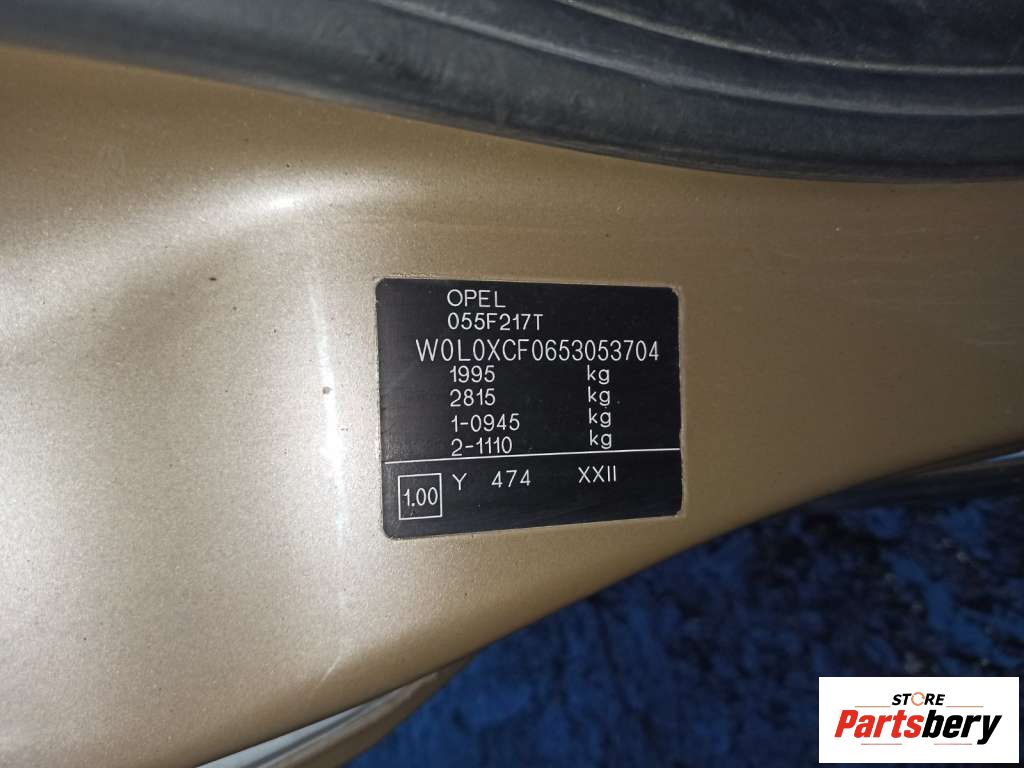 OPEL
055F217T
W0L0XCF0653053704
1995 kg
2815 kg
1-0945 kg
2-1110 kg
1.00 Y 474 XXII
STORE
Partsbery